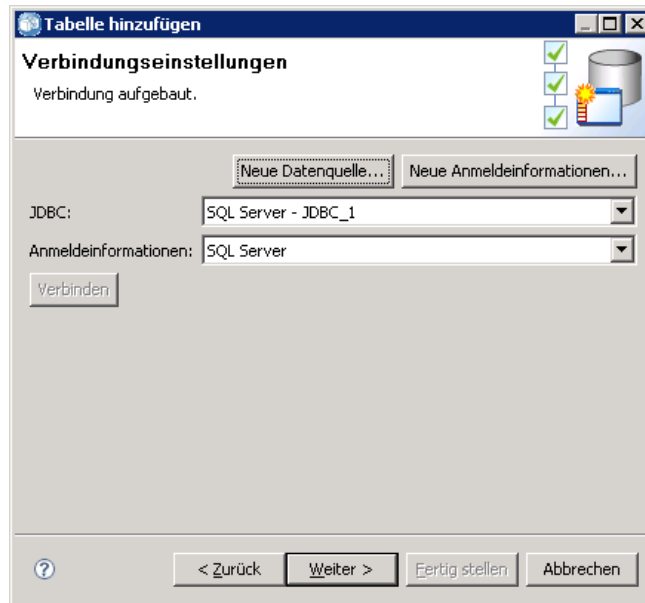 Tabelle hinzufügen
Verbindungseinstellungen
Verbindung aufgebaut.
Neue Datenquelle... Neue Anmeldeinformationen...
JDBC: SQL Server - JDBC_1
Anmeldeinformationen: SQL Server
Verbinden
? < Zurück Weiter > Fertig stellen Abbrechen